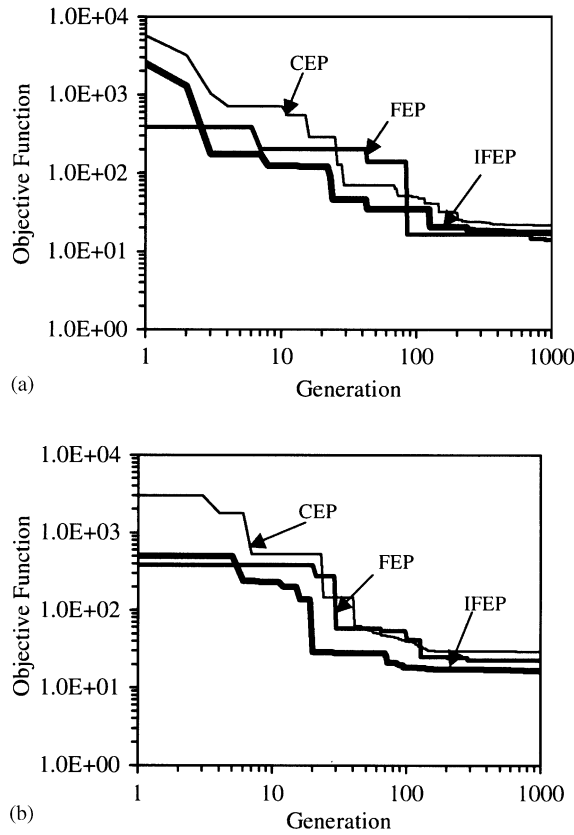 1.0E+04
1.0E+03
1.0E+02
1.0E+01
1.0E+00
Objective Function
CEP
FEP
IFEP
1 10 100 1000
Generation
(a)
1.0E+04
1.0E+03
1.0E+02
1.0E+01
1.0E+00
Objective Function
CEP
FEP
IFEP
1 10 100 1000
Generation
(b)